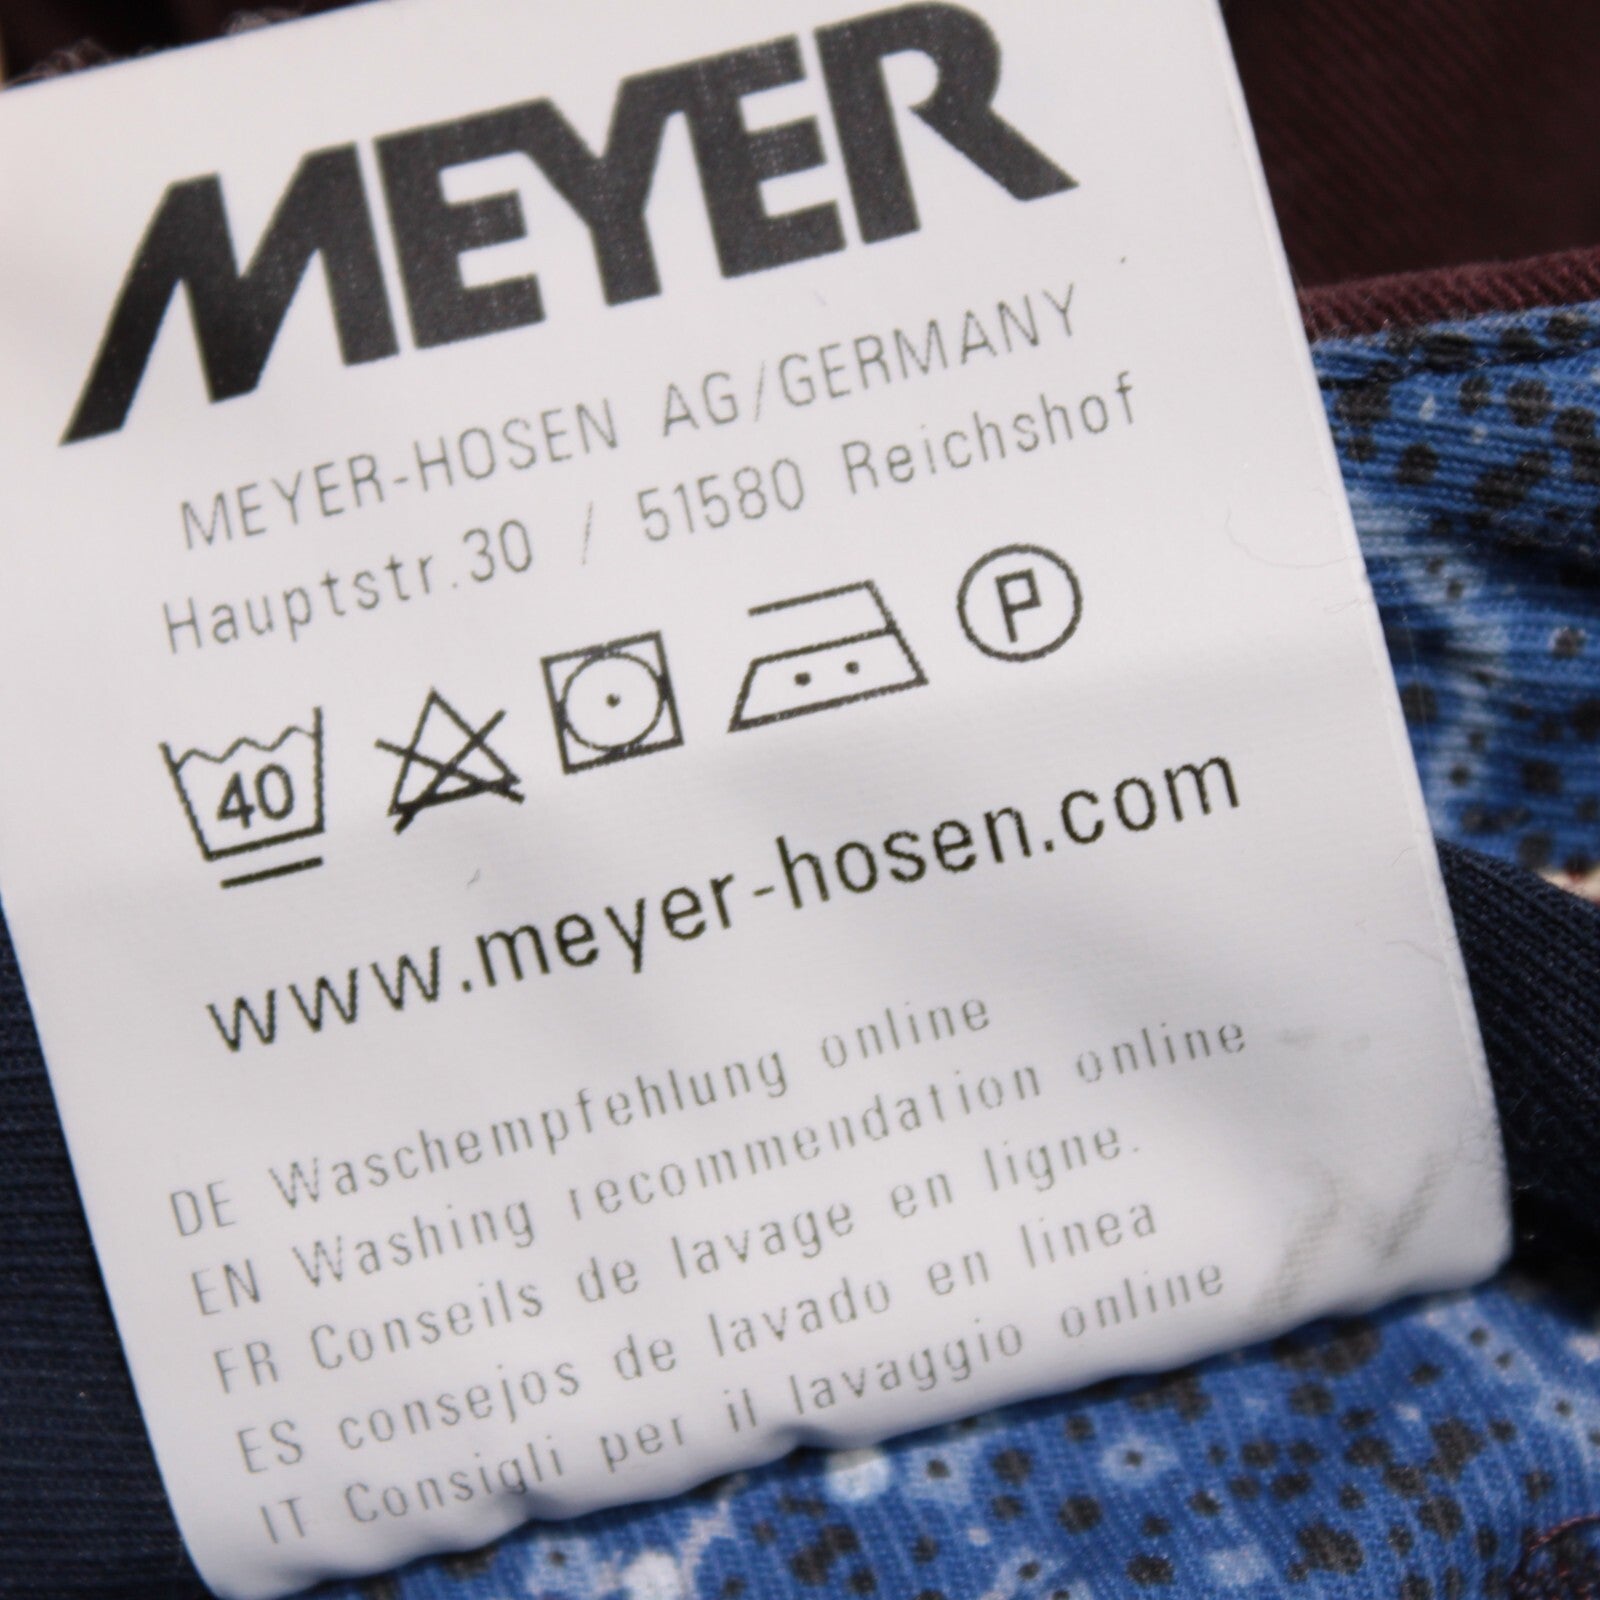 MEYER
MEYER-HOSEN AG/GERMANY
Hauptstr.30 / 51580 Reichshof
40 P
www.meyer-hosen.com
DE Waschempfehlung online
EN Washing recommendation online
FR Conseils de lavage en ligne.
ES consejos de lavado en linea
IT Consigli per il lavaggio online